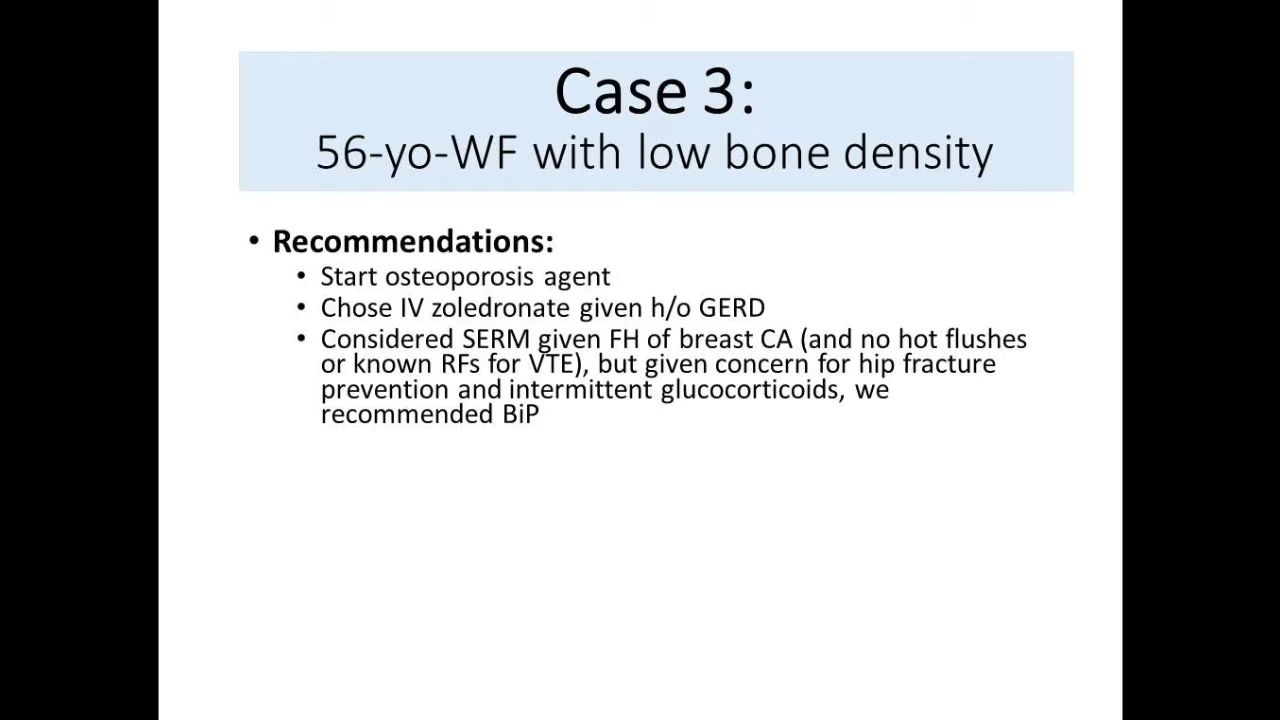 Case 3:
56-yo-WF with low bone density
• Recommendations:
• Start osteoporosis agent
• Chose IV zoledronate given h/o GERD
• Considered SERM given FH of breast CA (and no hot flushes
or known RFs for VTE), but given concern for hip fracture
prevention and intermittent glucocorticoids, we
recommended BiP